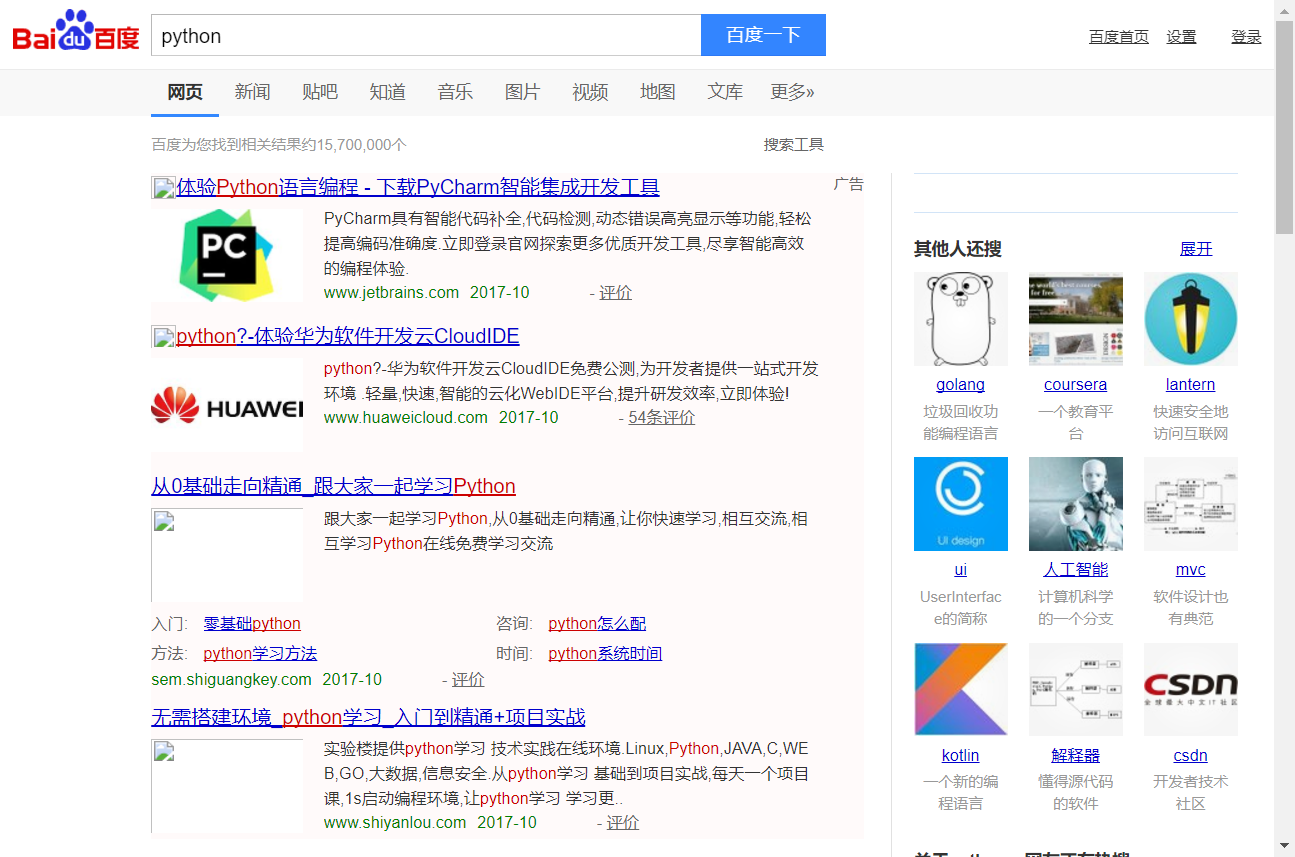 Bai du 百度
python
百度一下
百度首页 设置 登录
网页 新闻 贴吧 知道 音乐 图片 视频 地图 文库 更多»
百度为您找到相关结果约15,700,000个
搜索工具
体验Python语言编程 - 下载PyCharm智能集成开发工具
广告
PC
PyCharm具有智能代码补全,代码检测,动态错误高亮显示等功能,轻松
提高编码准确度.立即登录官网探索更多优质开发工具,尽享智能高效
的编程体验.
www.jetbrains.com 2017-10 - 评价
python?-体验华为软件开发云CloudIDE
HUAWEI
python?-华为软件开发云CloudIDE免费公测,为开发者提供一站式开发
环境 .轻量,快速,智能的云化WebIDE平台,提升研发效率,立即体验!
www.huaweicloud.com 2017-10 - 54条评价
从0基础走向精通_跟大家一起学习Python
跟大家一起学习Python,从0基础走向精通,让你快速学习,相互交流,相
互学习Python在线免费学习交流
入门: 零基础python 咨询: python怎么配
方法: python学习方法 时间: python系统时间
sem.shiguangkey.com 2017-10 - 评价
无需搭建环境_python学习_入门到精通+项目实战
实验楼提供python学习 技术实践在线环境.Linux,Python,JAVA,C,WE
B,GO,大数据,信息安全.从python学习 基础到项目实战,每天一个项目
课,1s启动编程环境,让python学习 学习更..
www.shiyanlou.com 2017-10 - 评价
其他人还搜 展开
golang coursera lantern
垃圾回收功 一个教育平 快速安全地
能编程语言 台 访问互联网
UI design
ui 人工智能 mvc
UserInterfac 计算机科学 软件设计也
e的简称 的一个分支 有典范
CSDN
全球最大中文IT社区
kotlin 解释器 csdn
一个新的编 懂得源代码 开发者技术
程语言 的软件 社区